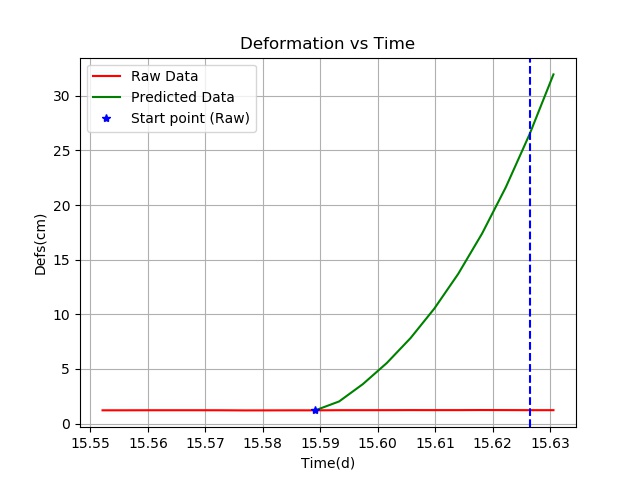 Deformation vs Time
Raw Data
Predicted Data
Start point (Raw)
30
25
20
15
10
5
0
Defs(cm)
15.55 15.56 15.57 15.58 15.59 15.60 15.61 15.62 15.63
Time(d)